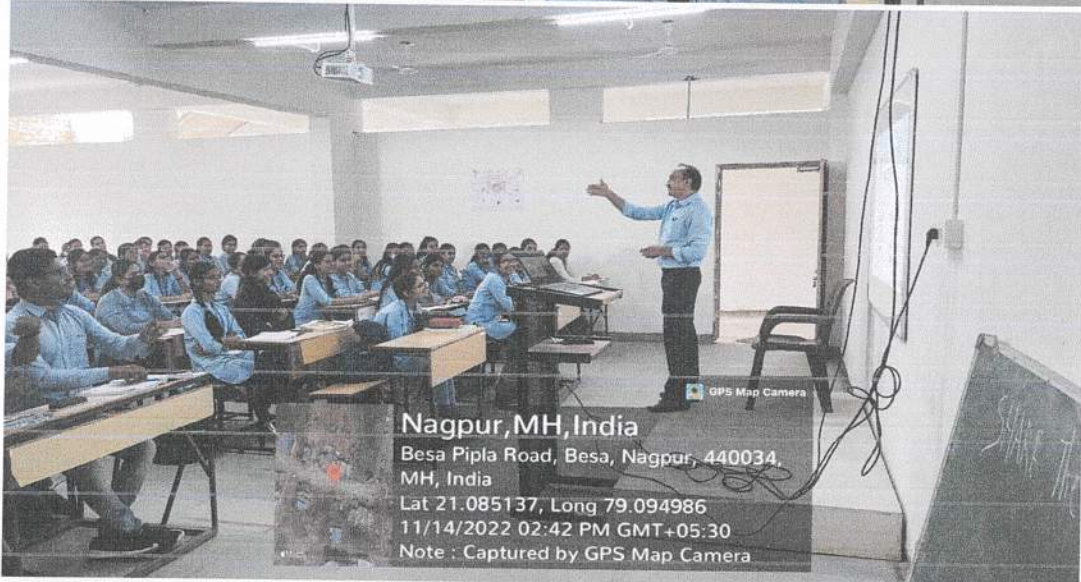 GPS Map Camera
Nagpur,MH,India
Besa Pipla Road, Besa, Nagpur, 440034,
MH, India
Lat 21.085137, Long 79.094986
11/14/2022 02:42 PM GMT+05:30
Note : Captured by GPS Map Camera